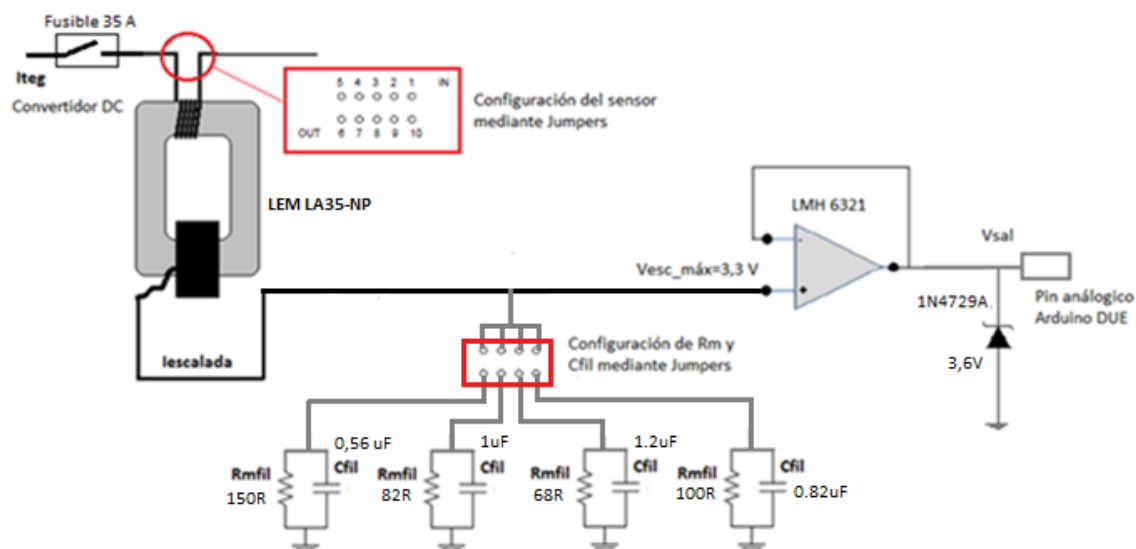 Fusible 35 A
Iteg
Convertidor DC
5 4 3 2 1 IN
OUT 6 7 8 9 10
Configuración del sensor
mediante Jumpers
LEM LA35-NP
LMH 6321
-
+
Vsal
Vesc_máx=3,3 V
1N4729A
Pin análogico
Arduino DUE
3,6V
Iescalada
Configuración de Rm y
Cfil mediante Jumpers
0,56 uF
Rmfil
Cfil
150R
1uF
Rmfil
Cfil
82R
1.2uF
Rmfil
Cfil
68R
Rmfil
Cfil
100R
0.82uF